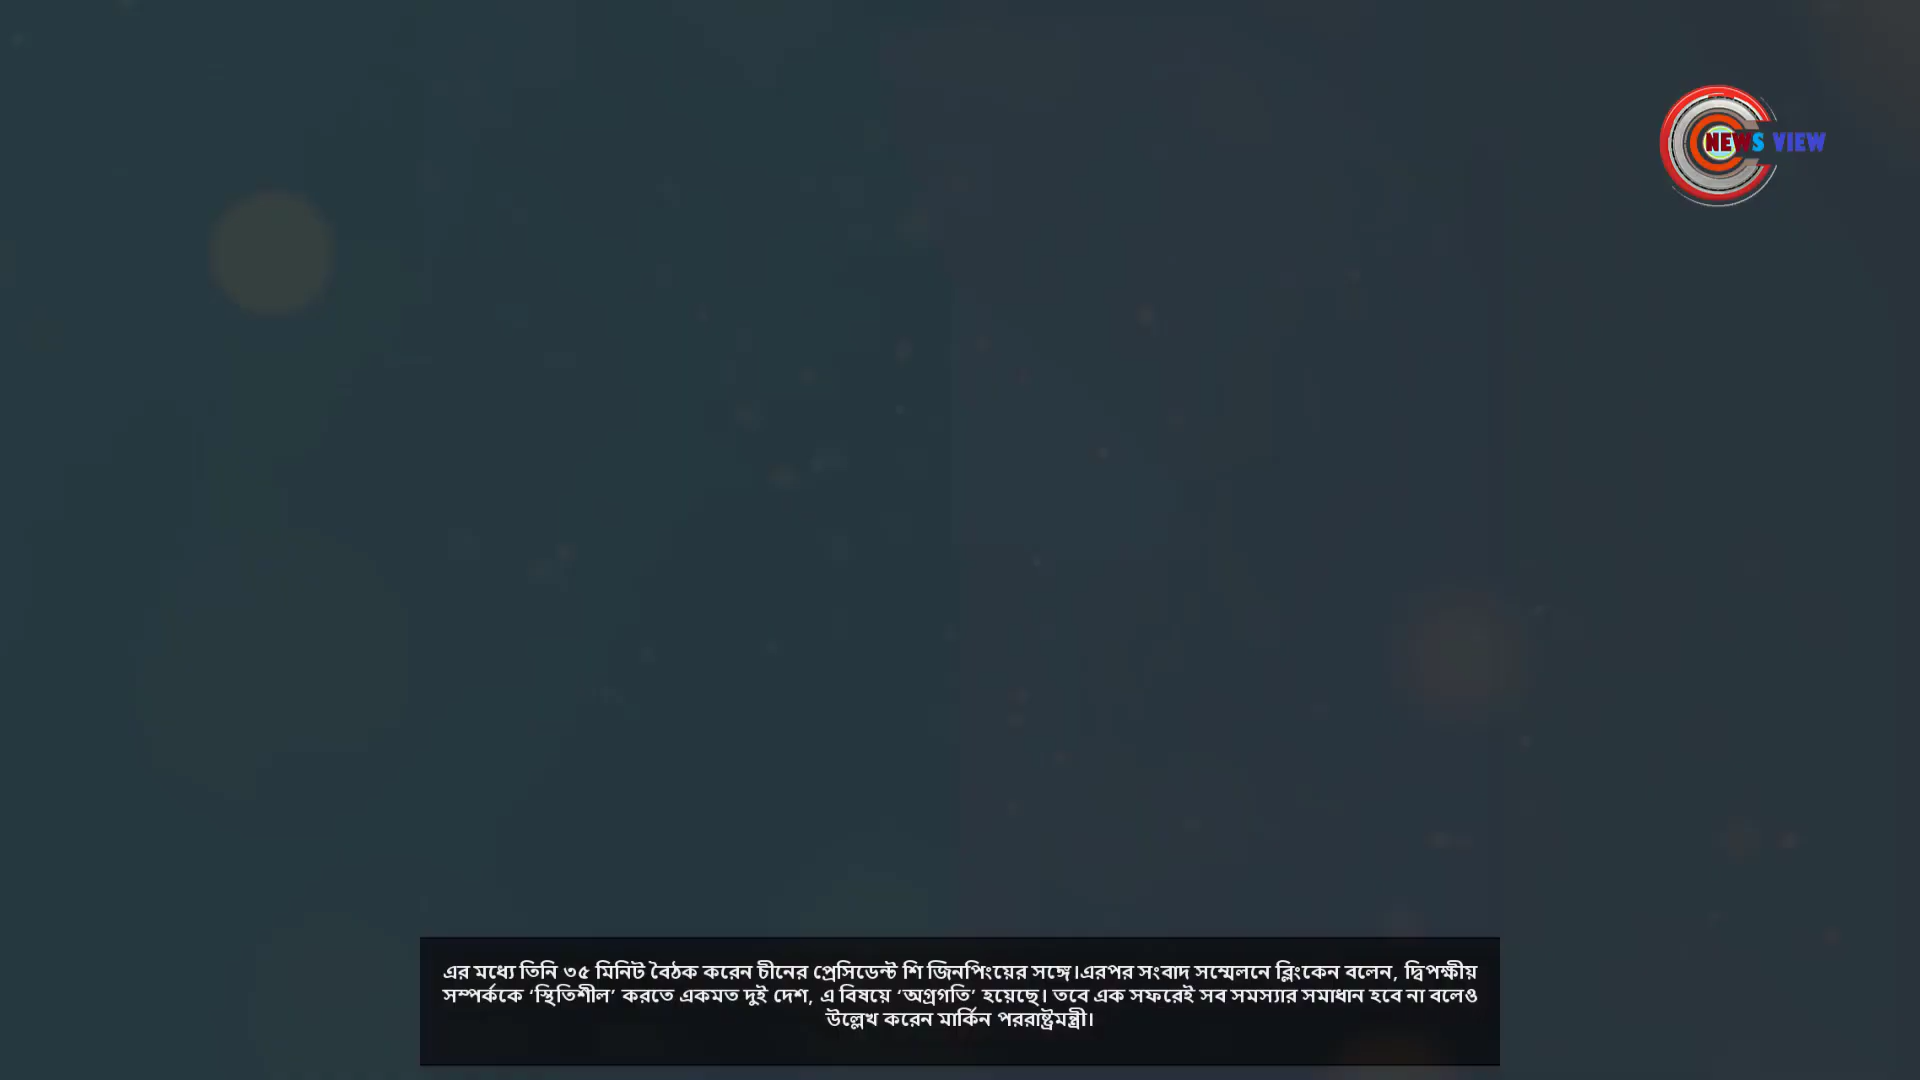 NEWS VIEW
এর মধ্যে তিনি ৩৫ মিনিট বৈঠক করেন চীনের প্রেসিডেন্ট শি জিনপিংয়ের সঙ্গে।এরপর সংবাদ সম্মেলনে ব্লিংকেন বলেন, দ্বিপক্ষীয়
সম্পর্ককে ‘স্থিতিশীল’ করতে একমত দুই দেশ, এ বিষয়ে ‘অগ্রগতি’ হয়েছে। তবে এক সফরেই সব সমস্যার সমাধান হবে না বলেও
উল্লেখ করেন মার্কিন পররাষ্ট্রমন্ত্রী।